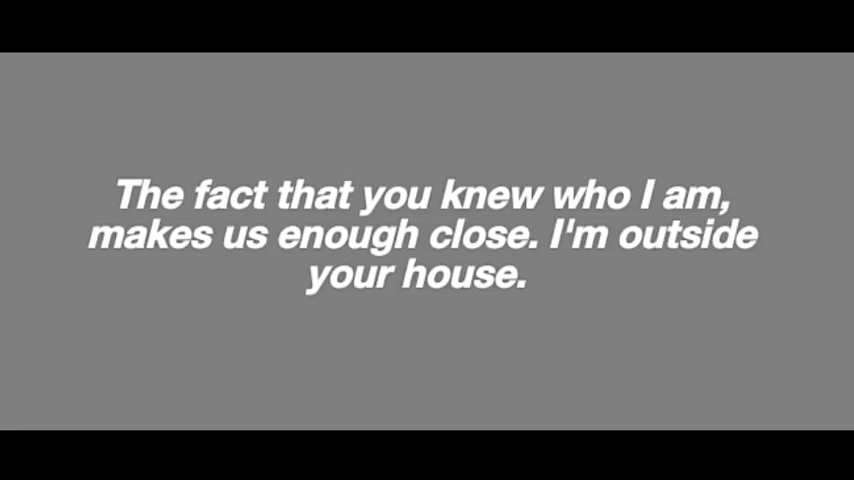 The fact that you knew who I am,
makes us enough close. I'm outside
your house.